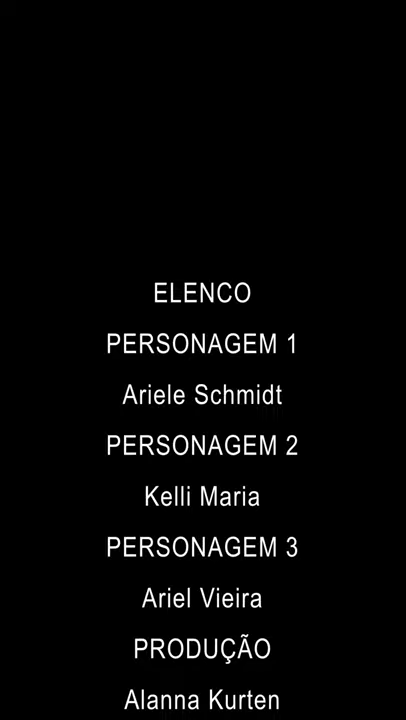 ELENCO
PERSONAGEM 1
Ariele Schmidt
PERSONAGEM 2
Kelli Maria
PERSONAGEM 3
Ariel Vieira
PRODUÇÃO
Alanna Kurten